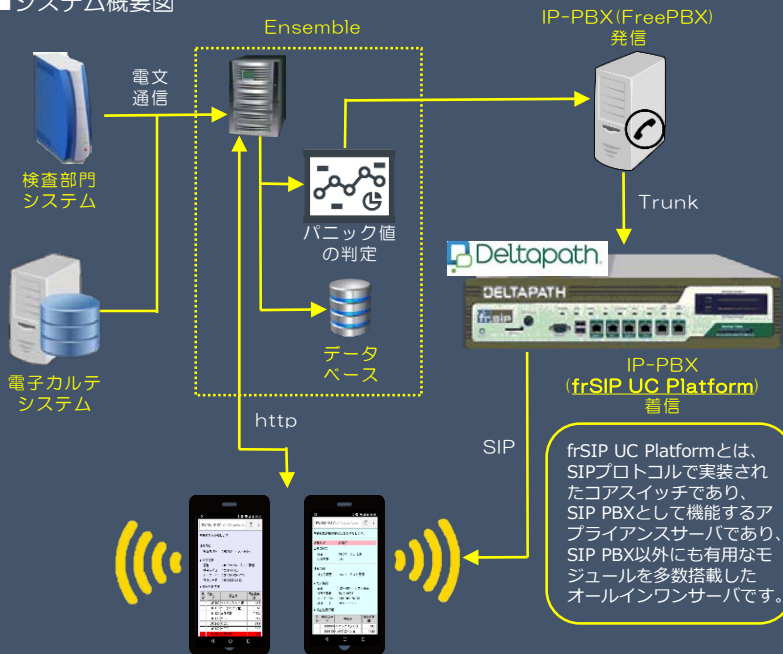 ■システム概要図
Ensemble
IP-PBX(FreePBX)
発信
電文
通信
検査部門
システム
パニック値
の判定
Trunk
Deltapath
DELTAPATH
frSIP
データ
ベース
電子カルテ
システム
IP-PBX
(frSIP UC Platform)
着信
http
SIP
frSIP UC Platformとは、
SIPプロトコルで実装され
たコアスイッチであり、
SIP PBXとして機能するア
プライアンスサーバであり、
SIP PBX以外にも有用なモ
ジュールを多数搭載した
オールインワンサーバです。